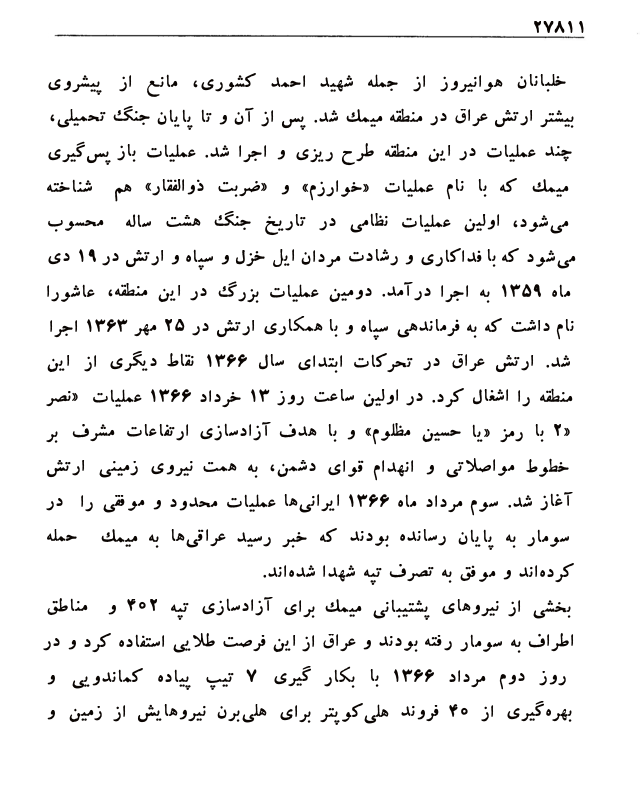 ۲۷۸۱۱
خلبانان هوانیروز از جمله شهید احمد کشوری، مانع از پیشروی
بیشتر ارتش عراق در منطقه میمك شد. پس از آن و تا پایان جنگ تحمیلی،
چند عملیات در این منطقه طرح ریزی و اجرا شد. عملیات باز پس‌گیری
میمك که با نام عملیات «خوارزم» و «ضربت ذوالفقار» هم شناخته
می‌شود، اولین عملیات نظامی در تاریخ جنگ هشت ساله محسوب
می‌شود که با فداکاری و رشادت مردان ایل خزل و سپاه و ارتش در ۱۹ دی
ماه ۱۳۵۹ به اجرا درآمد. دومین عملیات بزرگ در این منطقه، عاشورا
نام داشت که به فرماندهی سپاه و با همکاری ارتش در ۲۵ مهر ۱۳۶۳ اجرا
شد. ارتش عراق در تحرکات ابتدای سال ۱۳۶۶ نقاط دیگری از این
منطقه را اشغال کرد. در اولین ساعت روز ۱۳ خرداد ۱۳۶۶ عملیات «نصر
۲» با رمز «یا حسین مظلوم» و با هدف آزادسازی ارتفاعات مشرف بر
خطوط مواصلاتی و انهدام قوای دشمن، به همت نیروی زمینی ارتش
آغاز شد. سوم مرداد ماه ۱۳۶۶ ایرانی‌ها عملیات محدود و موفقی را در
سومار به پایان رسانده بودند که خبر رسید عراقی‌ها به میمك حمله
کرده‌اند و موفق به تصرف تپه شهدا شده‌اند.
بخشی از نیروهای پشتیبانی میمك برای آزادسازی تپه ۴۰۲ و مناطق
اطراف به سومار رفته بودند و عراق از این فرصت طلایی استفاده کرد و در
روز دوم مرداد ۱۳۶۶ با بکار گیری ۷ تیپ پیاده کماندویی و
بهره‌گیری از ۴۰ فروند هلی‌کوپتر برای هلی‌برن نیروهایش از زمین و